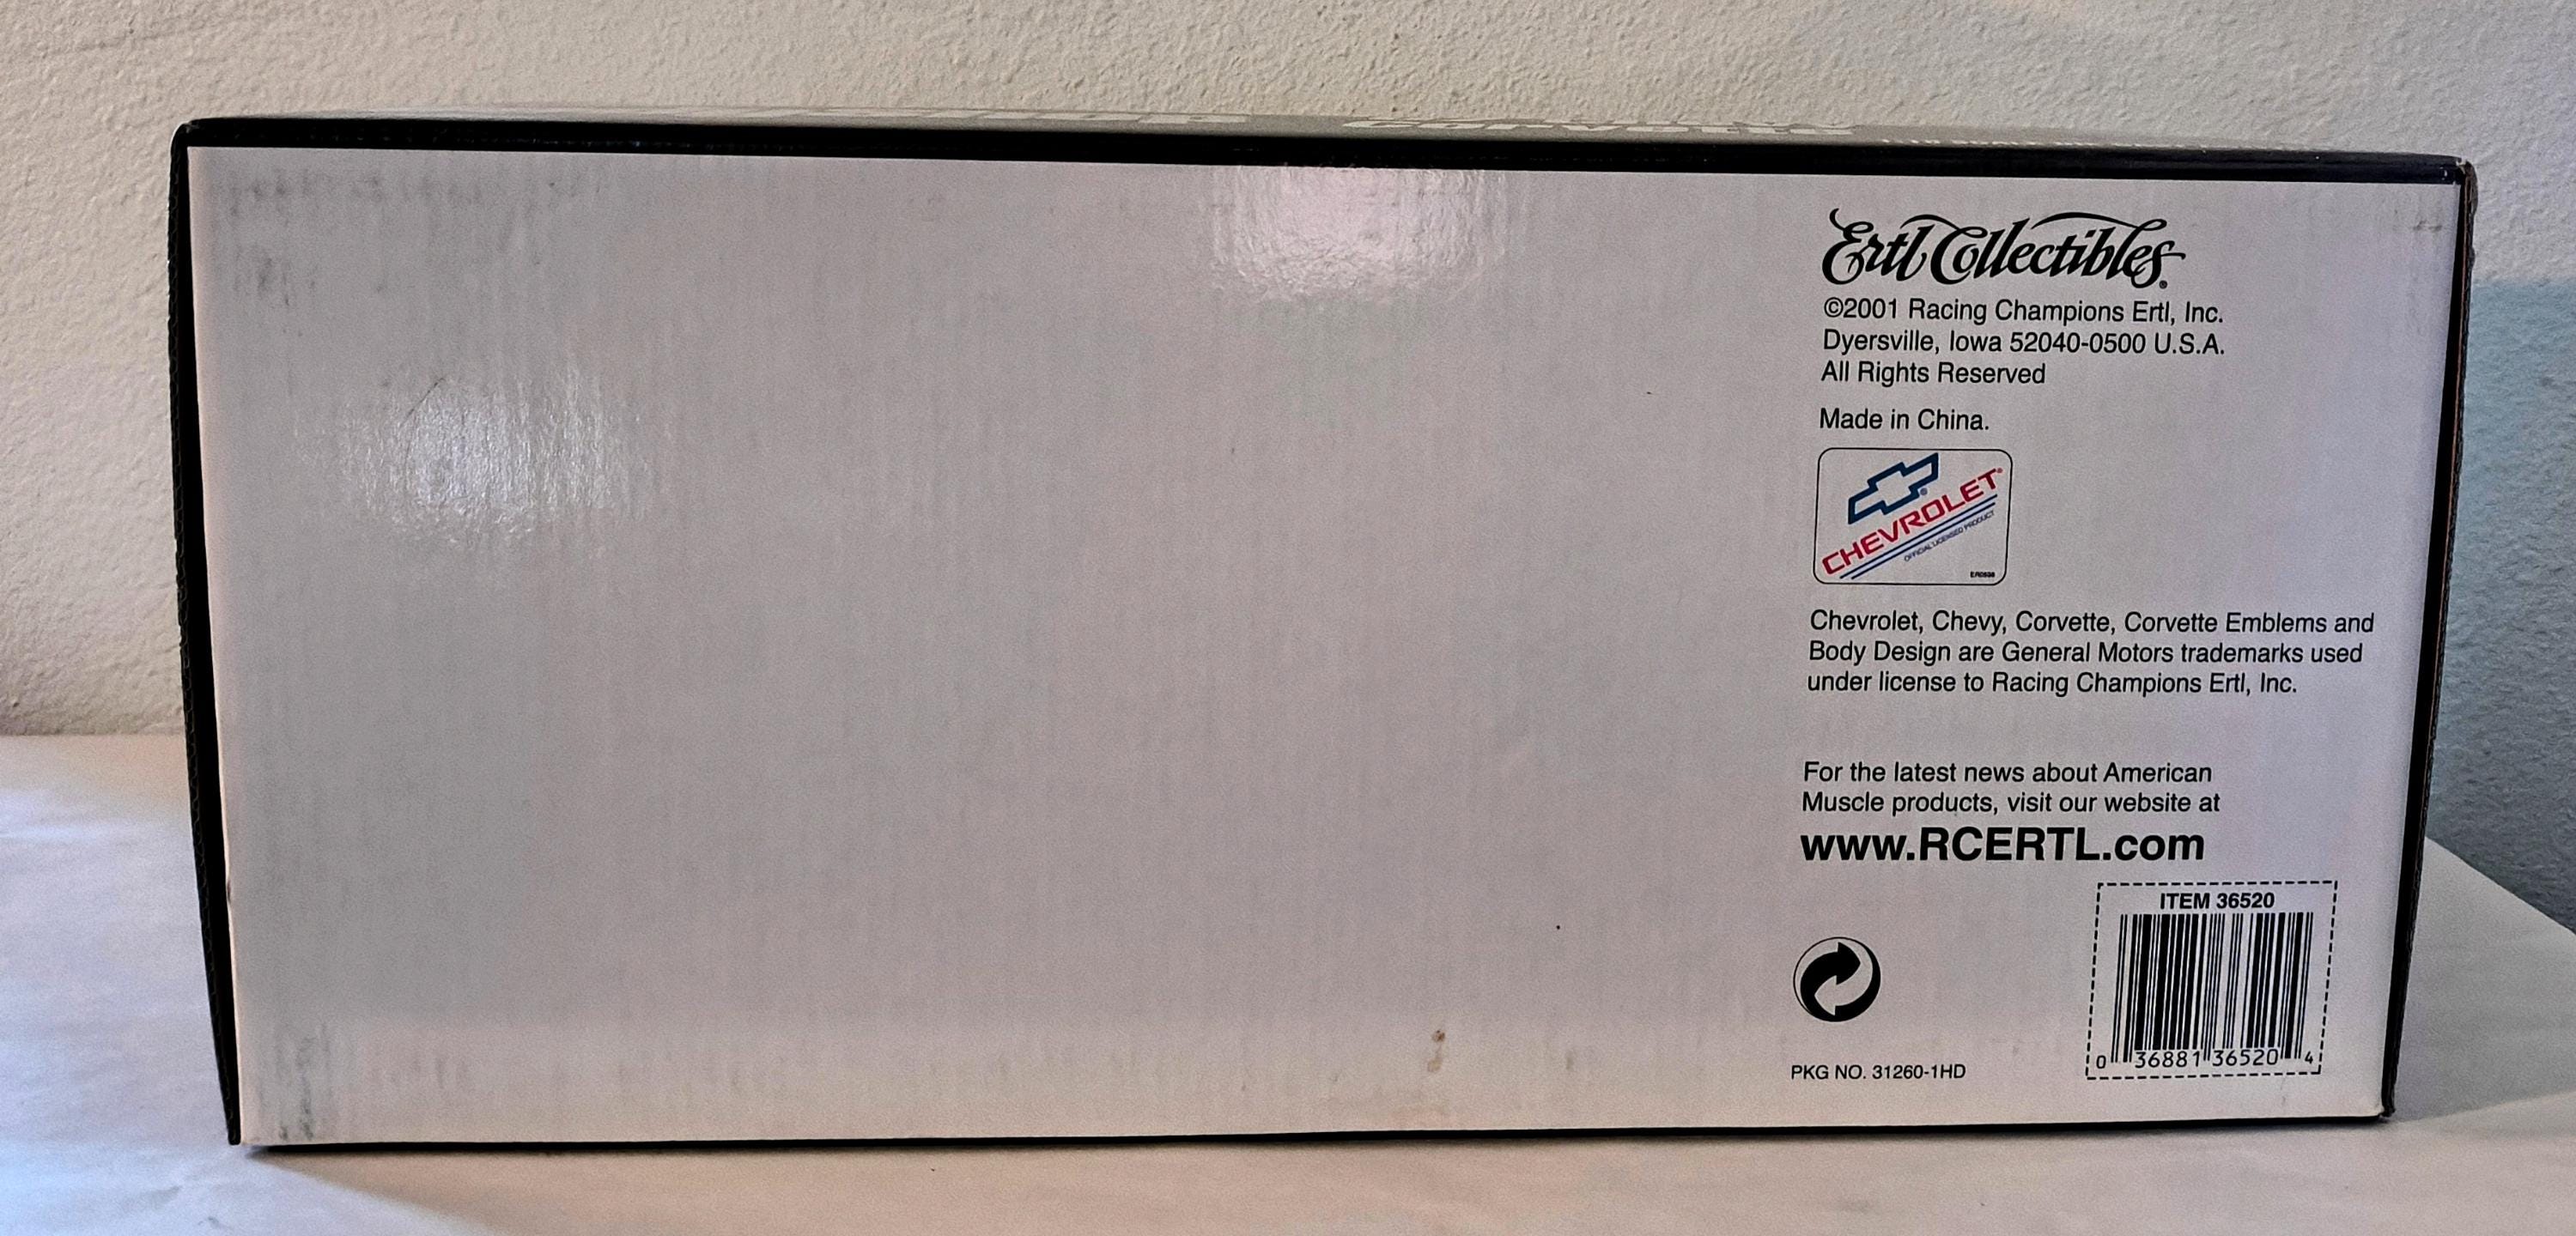 Ertl Collectibles®
©2001 Racing Champions Ertl, Inc.
Dyersville, Iowa 52040-0500 U.S.A.
All Rights Reserved
Made in China.
CHEVROLET®
OFFICIAL LICENSED PRODUCT
Chevrolet, Chevy, Corvette, Corvette Emblems and
Body Design are General Motors trademarks used
under license to Racing Champions Ertl, Inc.
For the latest news about American
Muscle products, visit our website at
www.RCERTL.com
ITEM 36520
0 36881 36520 4
PKG NO. 31260-1HD